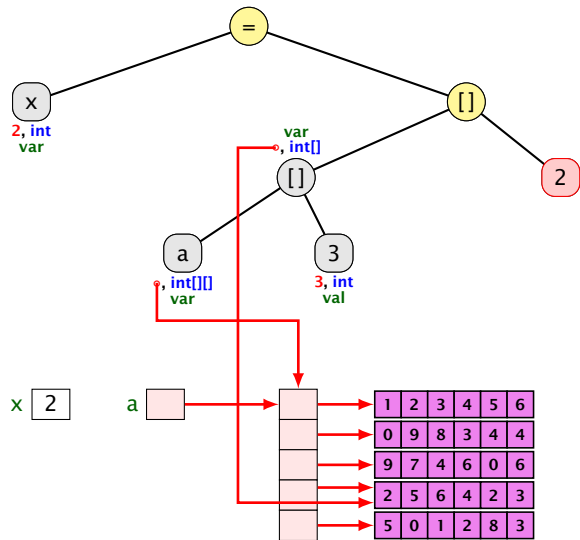 =
x
[]
2, int
var
var
, int[]
[]
2
a
3
, int[][]
var
3, int
val
x 2 a
1 2 3 4 5 6
0 9 8 3 4 4
9 7 4 6 0 6
2 5 6 4 2 3
5 0 1 2 8 3